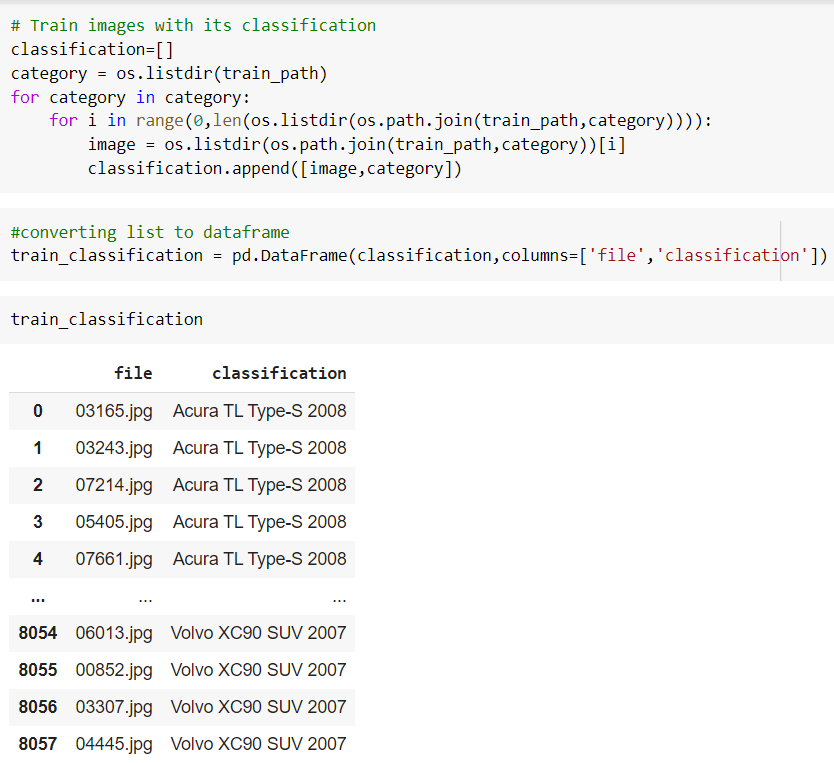 # Train images with its classification
classification=[]
category = os.listdir(train_path)
for category in category:
    for i in range(0,len(os.listdir(os.path.join(train_path,category)))):
        image = os.listdir(os.path.join(train_path,category))[i]
        classification.append([image,category])
#converting list to dataframe
train_classification = pd.DataFrame(classification,columns=['file','classification'])
train_classification
file classification
0 03165.jpg Acura TL Type-S 2008
1 03243.jpg Acura TL Type-S 2008
2 07214.jpg Acura TL Type-S 2008
3 05405.jpg Acura TL Type-S 2008
4 07661.jpg Acura TL Type-S 2008
... ... ...
8054 06013.jpg Volvo XC90 SUV 2007
8055 00852.jpg Volvo XC90 SUV 2007
8056 03307.jpg Volvo XC90 SUV 2007
8057 04445.jpg Volvo XC90 SUV 2007